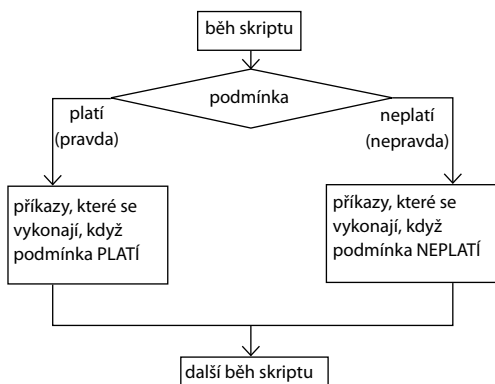 běh skriptu
podmínka
platí
(pravda)
neplatí
(nepravda)
příkazy, které se
vykonají, když
podmínka PLATÍ
příkazy, které se
vykonají, když
podmínka NEPLATÍ
další běh skriptu